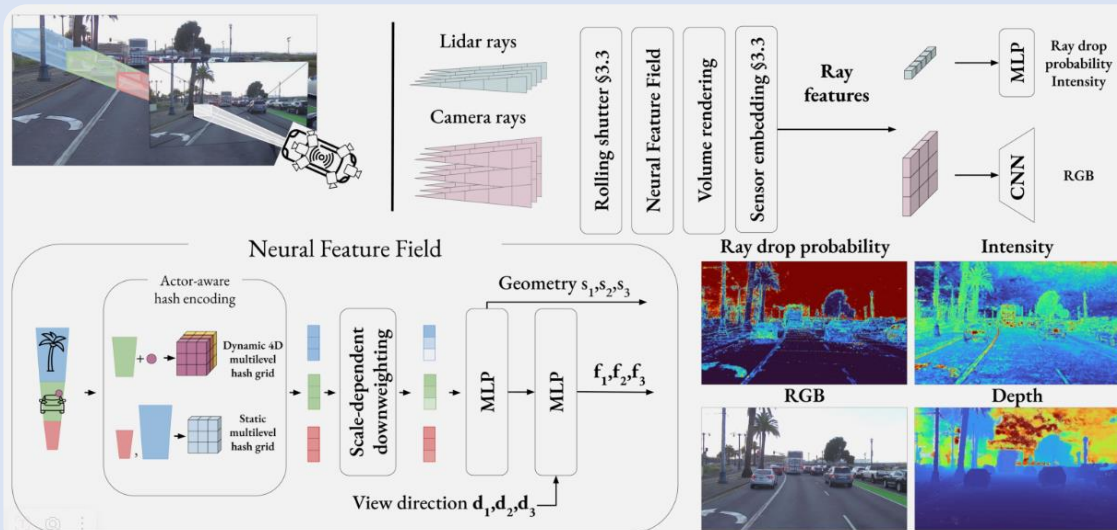 Lidar rays
Camera rays
Rolling shutter §3.3
Neural Feature Field
Volume rendering
Sensor embedding §3.3
Ray
features
MLP
Ray drop
probability
Intensity
CNN
RGB
Neural Feature Field
Actor-aware
hash encoding
Dynamic 4D
multilevel
hash grid
Static
multilevel
hash grid
+
,
Scale-dependent
downweighting
MLP
MLP
Geometry s₁,s₂,s₃
f₁,f₂,f₃
View direction d₁,d₂,d₃
Ray drop probability
Intensity
RGB
Depth